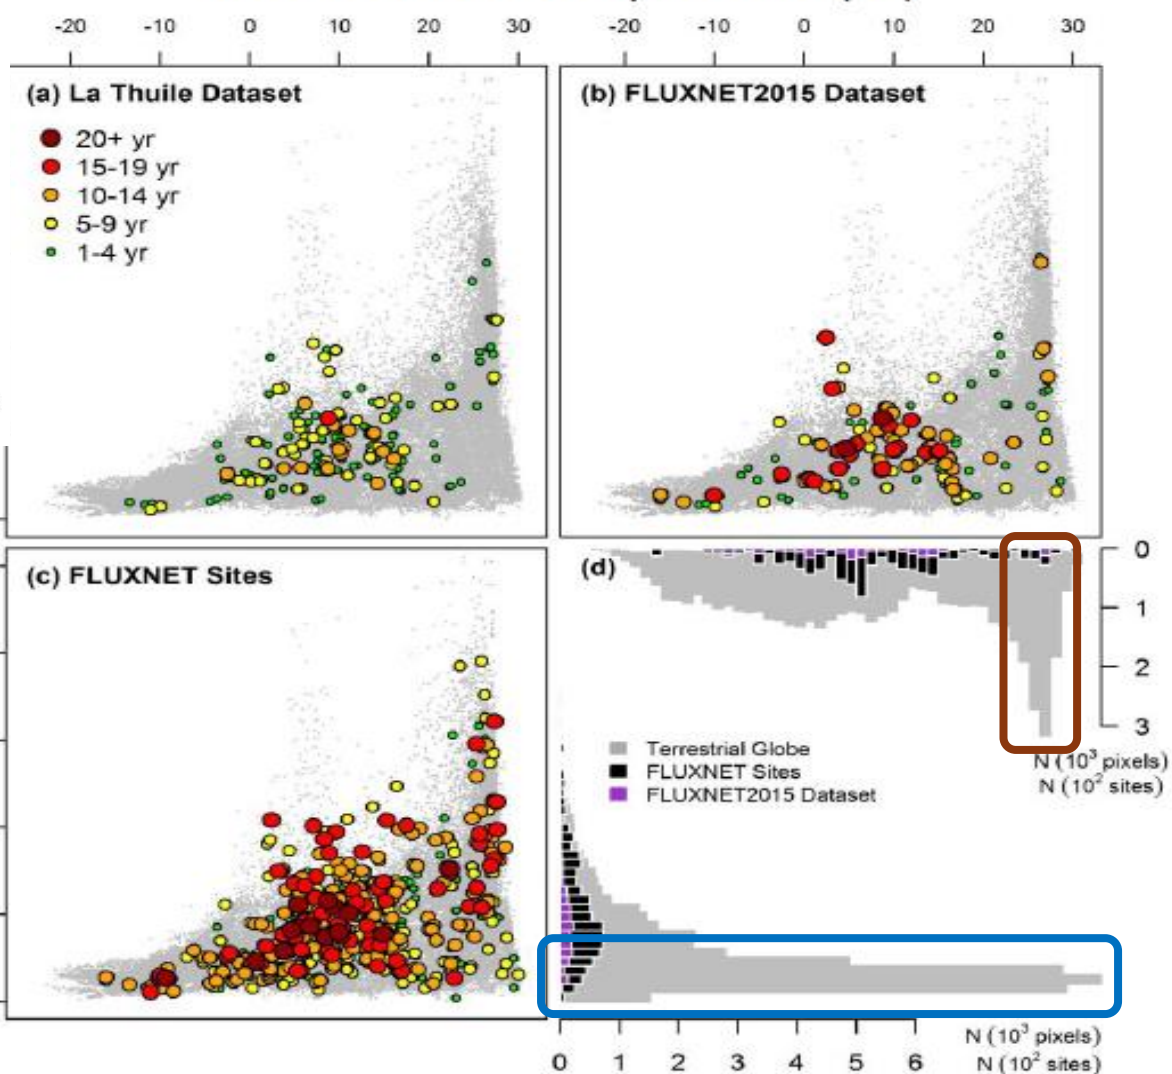 -20 -10 0 10 20 30 -20 -10 0 10 20 30
(a) La Thuile Dataset
20+ yr
15-19 yr
10-14 yr
5-9 yr
1-4 yr
(b) FLUXNET2015 Dataset
(c) FLUXNET Sites
(d)
0
1
2
3
N (10³ pixels)
N (10² sites)
Terrestrial Globe
FLUXNET Sites
FLUXNET2015 Dataset
0 1 2 3 4 5 6
N (10³ pixels)
N (10² sites)